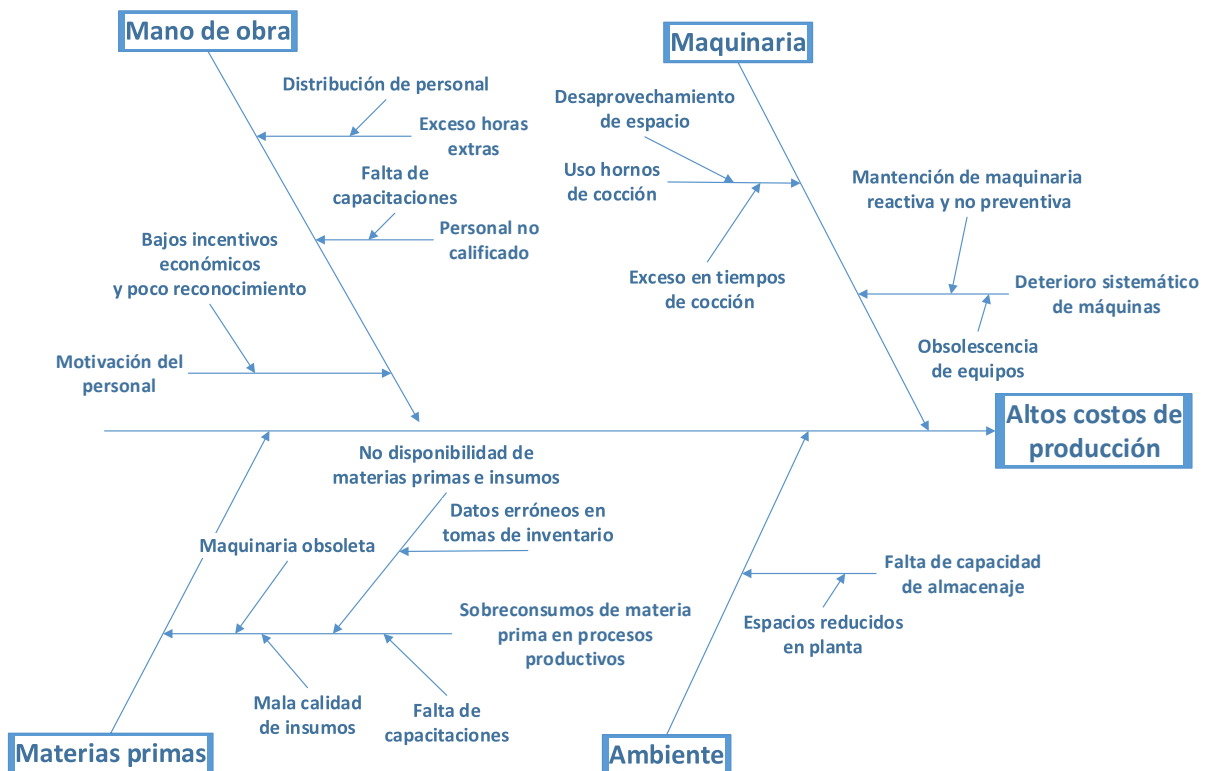 Mano de obra
Maquinaria
Distribución de personal
Exceso horas
extras
Falta de
capacitaciones
Personal no
calificado
Bajos incentivos
económicos
y poco reconocimiento
Motivación del
personal
Desaprovechamiento
de espacio
Uso hornos
de cocción
Exceso en tiempos
de cocción
Mantención de maquinaria
reactiva y no preventiva
Deterioro sistemático
de máquinas
Obsolescencia
de equipos
Altos costos de
producción
No disponibilidad de
materias primas e insumos
Datos erróneos en
tomas de inventario
Maquinaria obsoleta
Sobreconsumos de materia
prima en procesos
productivos
Mala calidad
de insumos
Falta de
capacitaciones
Falta de capacidad
de almacenaje
Espacios reducidos
en planta
Materias primas
Ambiente